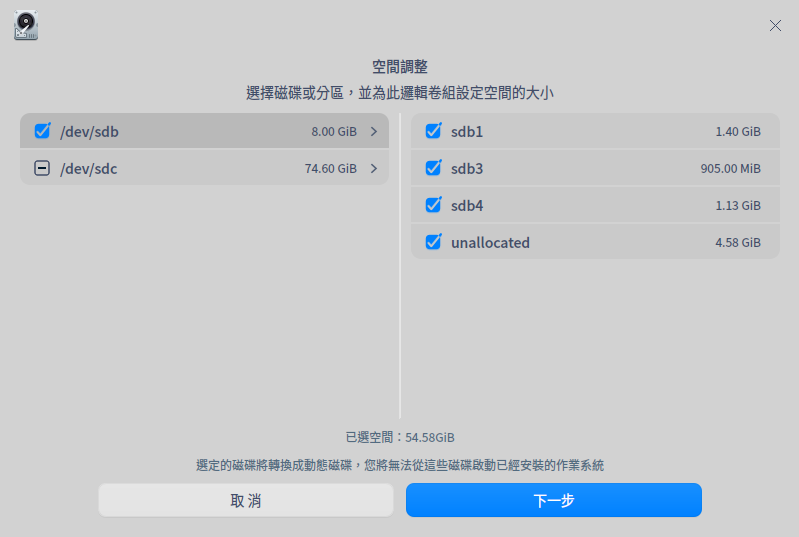 空間調整
選擇磁碟或分區，並為此邏輯卷組設定空間的大小
/dev/sdb 8.00 GiB
/dev/sdc 74.60 GiB
sdb1 1.40 GiB
sdb3 905.00 MiB
sdb4 1.13 GiB
unallocated 4.58 GiB
已選空間：54.58GiB
選定的磁碟將轉換成動態磁碟，您將無法從這些磁碟啟動已經安裝的作業系統
取 消
下一步